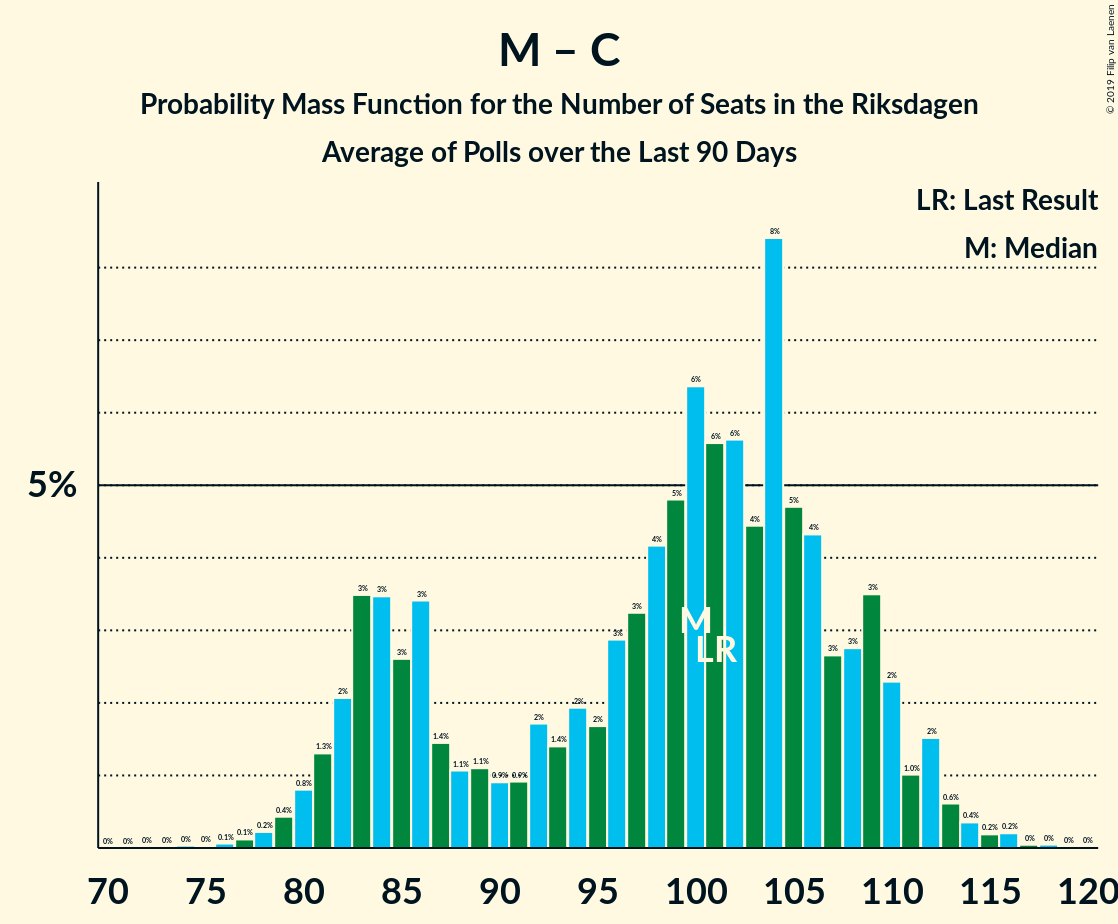 M – C
Probability Mass Function for the Number of Seats in the Riksdagen
Average of Polls over the Last 90 Days
© 2019 Filip van Laenen
LR: Last Result
M: Median
5%
0% 0% 0% 0% 0% 0% 0.1% 0.1% 0.2% 0.4% 0.8% 1.3% 2% 3% 3% 3% 3% 1.4% 1.1% 1.1% 0.9% 0.9% 2% 1.4% 2% 2% 3% 3% 4% 5% 6% 6% 6% 4% 8% 5% 4% 3% 3% 3% 2% 1.0% 2% 0.6% 0.4% 0.2% 0.2% 0% 0% 0% 0%
M
LR
70 75 80 85 90 95 100 105 110 115 120